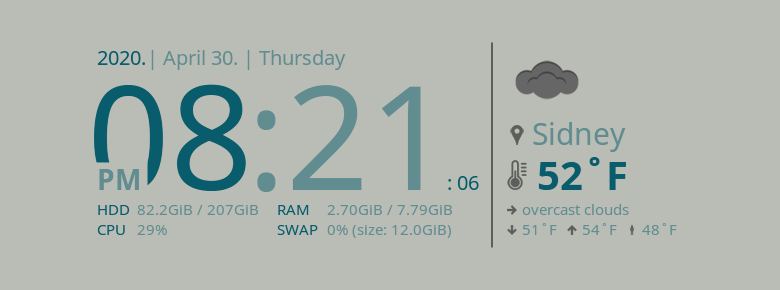 2020. | April 30. | Thursday
08:21
PM
: 06
HDD 82.2GiB / 207GiB RAM 2.70GiB / 7.79GiB
CPU 29% SWAP 0% (size: 12.0GiB)
Sidney
52°F
overcast clouds
51°F 54°F 48°F